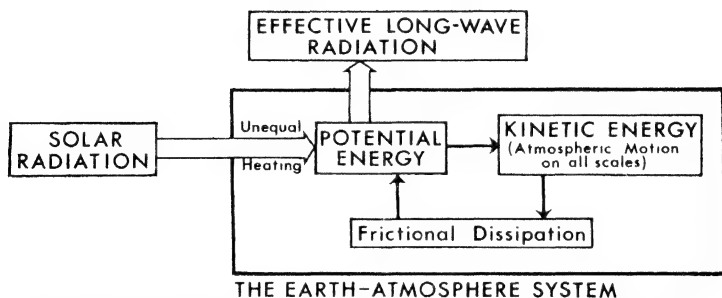 EFFECTIVE LONG-WAVE
RADIATION
SOLAR
RADIATION
Unequal
Heating
POTENTIAL
ENERGY
KINETIC ENERGY
(Atmospheric Motion
on all scales)
Frictional Dissipation
THE EARTH-ATMOSPHERE SYSTEM